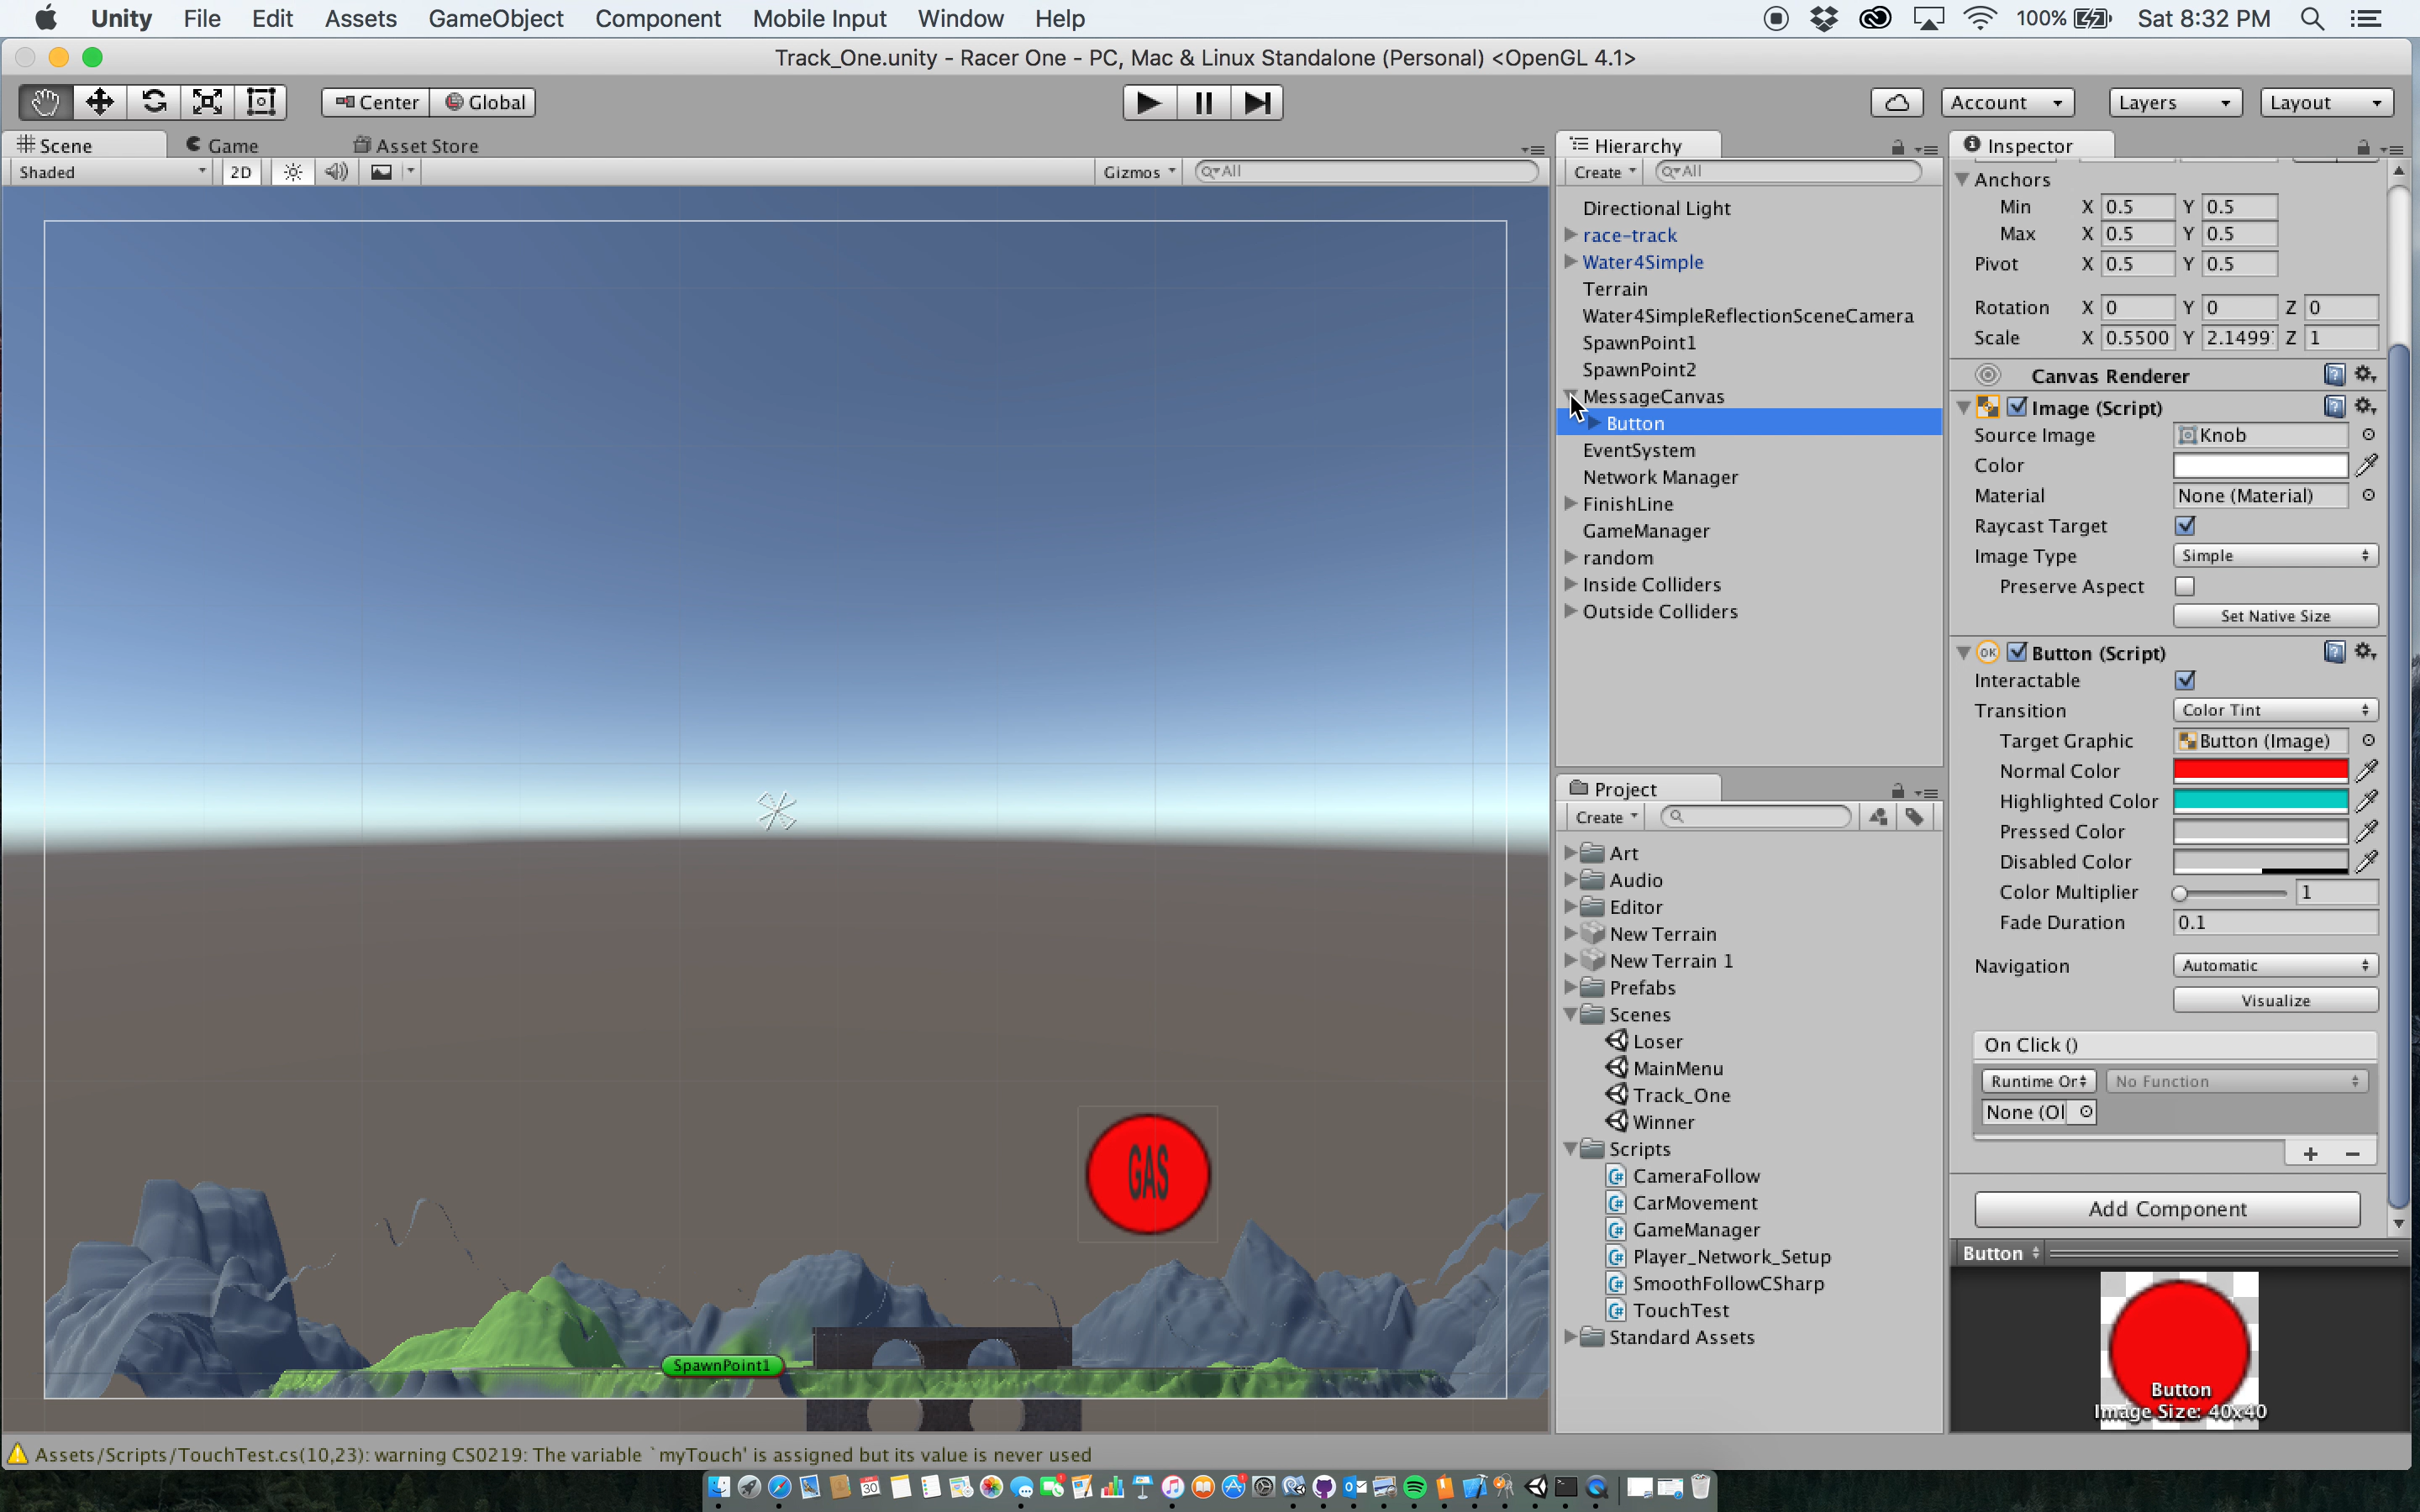 Unity File Edit Assets GameObject Component Mobile Input Window Help 100% Sat 8:32 PM
Track_One.unity - Racer One - PC, Mac & Linux Standalone (Personal) <OpenGL 4.1>
Center Global Account Layers Layout
Scene Game Asset Store
Shaded 2D Gizmos All
GAS
SpawnPoint1
Hierarchy
Create All
Directional Light
race-track
Water4Simple
Terrain
Water4SimpleReflectionSceneCamera
SpawnPoint1
SpawnPoint2
MessageCanvas
Button
EventSystem
Network Manager
FinishLine
GameManager
random
Inside Colliders
Outside Colliders
Project
Create
Art
Audio
Editor
New Terrain
New Terrain 1
Prefabs
Scenes
Loser
MainMenu
Track_One
Winner
Scripts
CameraFollow
CarMovement
GameManager
Player_Network_Setup
SmoothFollowCSharp
TouchTest
Standard Assets
Inspector
Anchors
Min X 0.5 Y 0.5
Max X 0.5 Y 0.5
Pivot X 0.5 Y 0.5
Rotation X 0 Y 0 Z 0
Scale X 0.5500 Y 2.1499 Z 1
Canvas Renderer
Image (Script)
Source Image Knob
Color
Material None (Material)
Raycast Target
Image Type Simple
Preserve Aspect
Set Native Size
OK Button (Script)
Interactable
Transition Color Tint
Target Graphic Button (Image)
Normal Color
Highlighted Color
Pressed Color
Disabled Color
Color Multiplier 1
Fade Duration 0.1
Navigation Automatic
Visualize
On Click ()
Runtime Or No Function
None (Ol
+ −
Add Component
Button
Button
Image Size: 40x40
Assets/Scripts/TouchTest.cs(10,23): warning CS0219: The variable `myTouch' is assigned but its value is never used
30